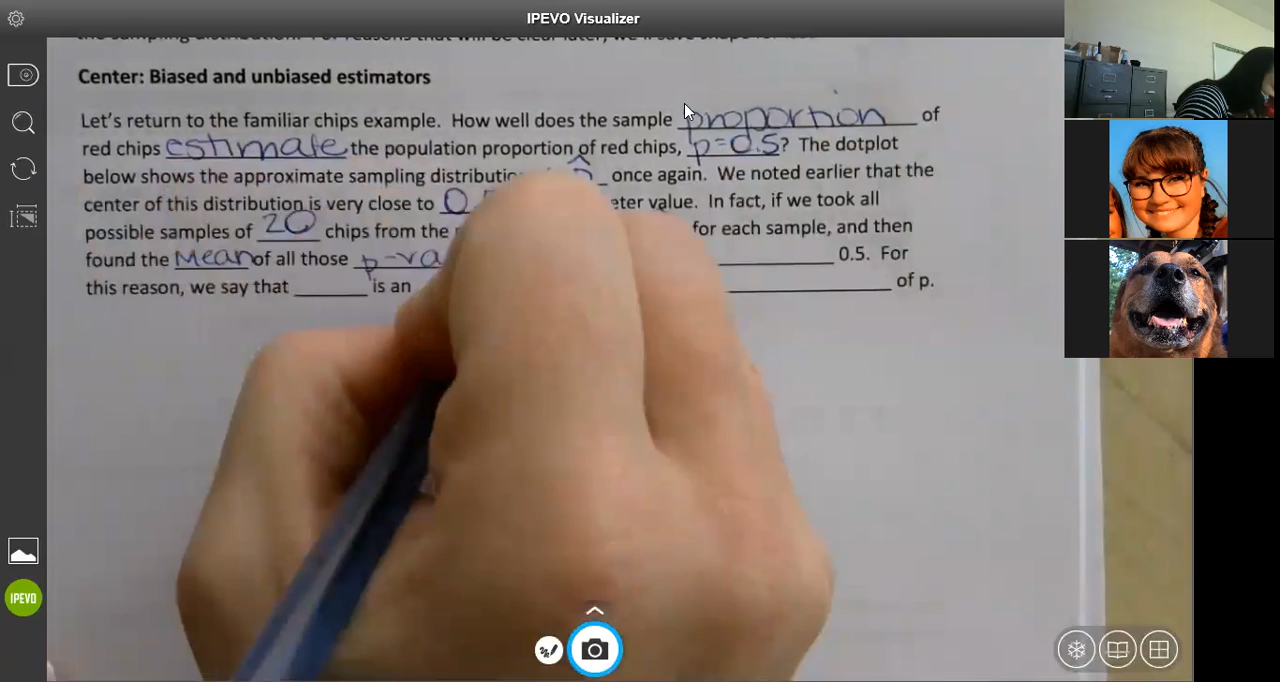 IPEVO Visualizer
Center: Biased and unbiased estimators
Let's return to the familiar chips example. How well does the sample proportion of
red chips estimate the population proportion of red chips, p=0.5? The dotplot
below shows the approximate sampling once again. We noted earlier that the
center of this distribution is very close to value. In fact, if we took all
possible samples of 20 chips from the for each sample, and then
found the mean of all those 0.5. For
this reason, we say that is an of p.
IPEVO